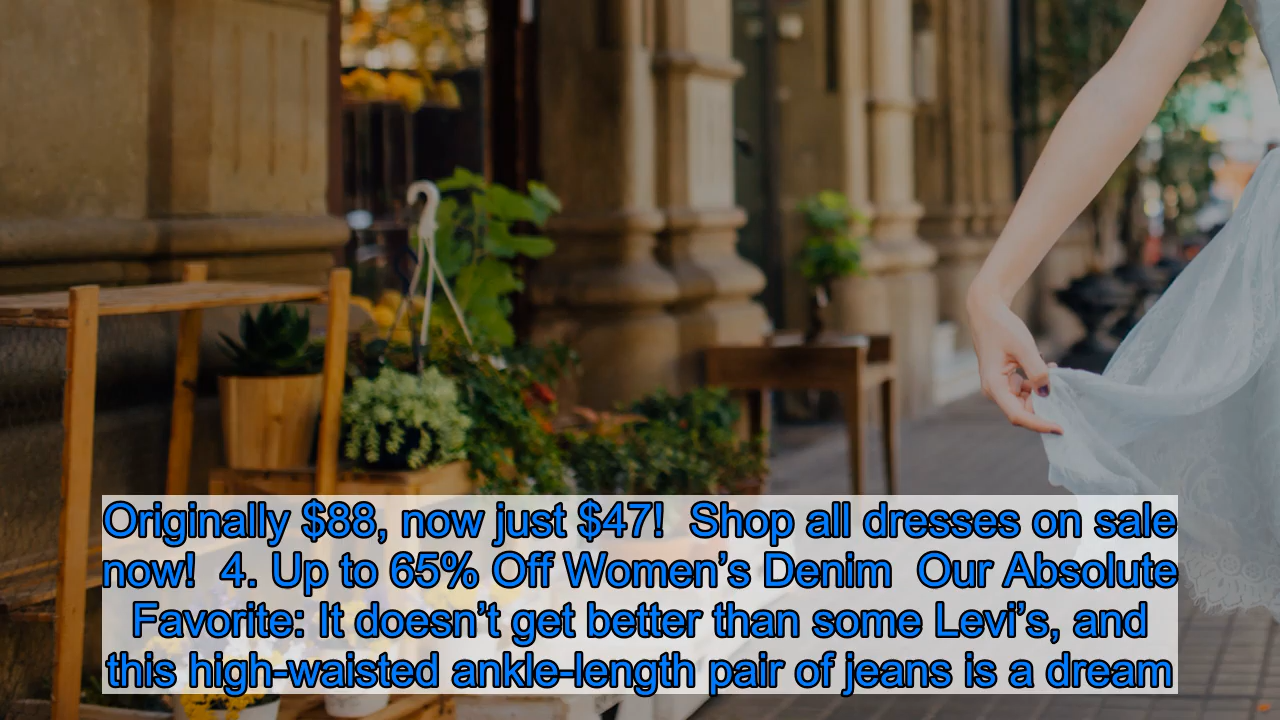 Originally $88, now just $47!  Shop all dresses on sale
now!  4. Up to 65% Off Women’s Denim  Our Absolute
Favorite: It doesn’t get better than some Levi’s, and
this high-waisted ankle-length pair of jeans is a dream